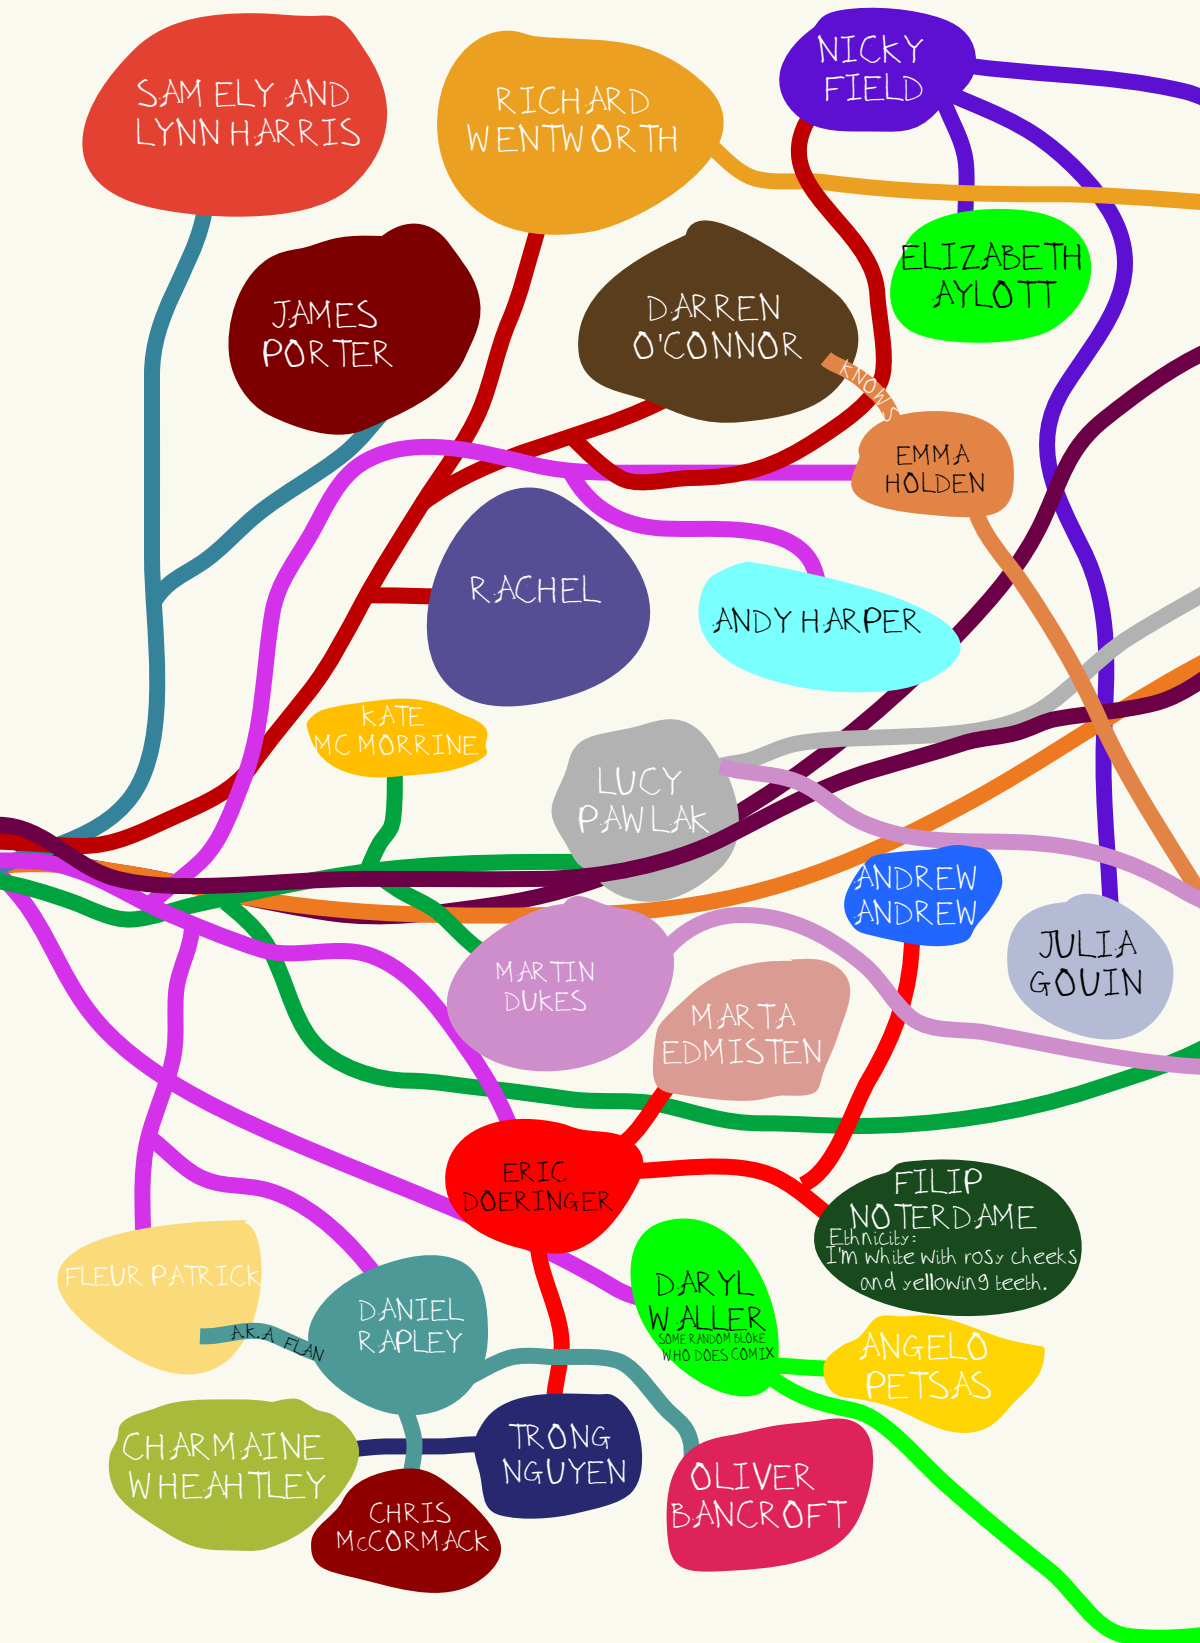 SAM ELY AND
LYNN HARRIS
RICHARD
WENTWORTH
NICKY
FIELD
ELIZABETH
AYLOTT
JAMES
PORTER
DARREN
O'CONNOR
KNOWS
EMMA
HOLDEN
RACHEL
ANDY HARPER
KATE
MC MORRINE
LUCY
PAWLAK
ANDREW
ANDREW
JULIA
GOUIN
MARTIN
DUKES
MARTA
EDMISTEN
ERIC
DOERINGER
FILIP
NOTERDAME
Ethnicity:
I'm white with rosy cheeks
and yellowing teeth.
FLEUR PATRICK
A.K.A FLAN
DANIEL
RAPLEY
DARYL
WALLER
SOME RANDOM BLOKE
WHO DOES COMIX
ANGELO
PETSAS
CHARMAINE
WHEAHTLEY
TRONG
NGUYEN
OLIVER
BANCROFT
CHRIS
McCORMACK